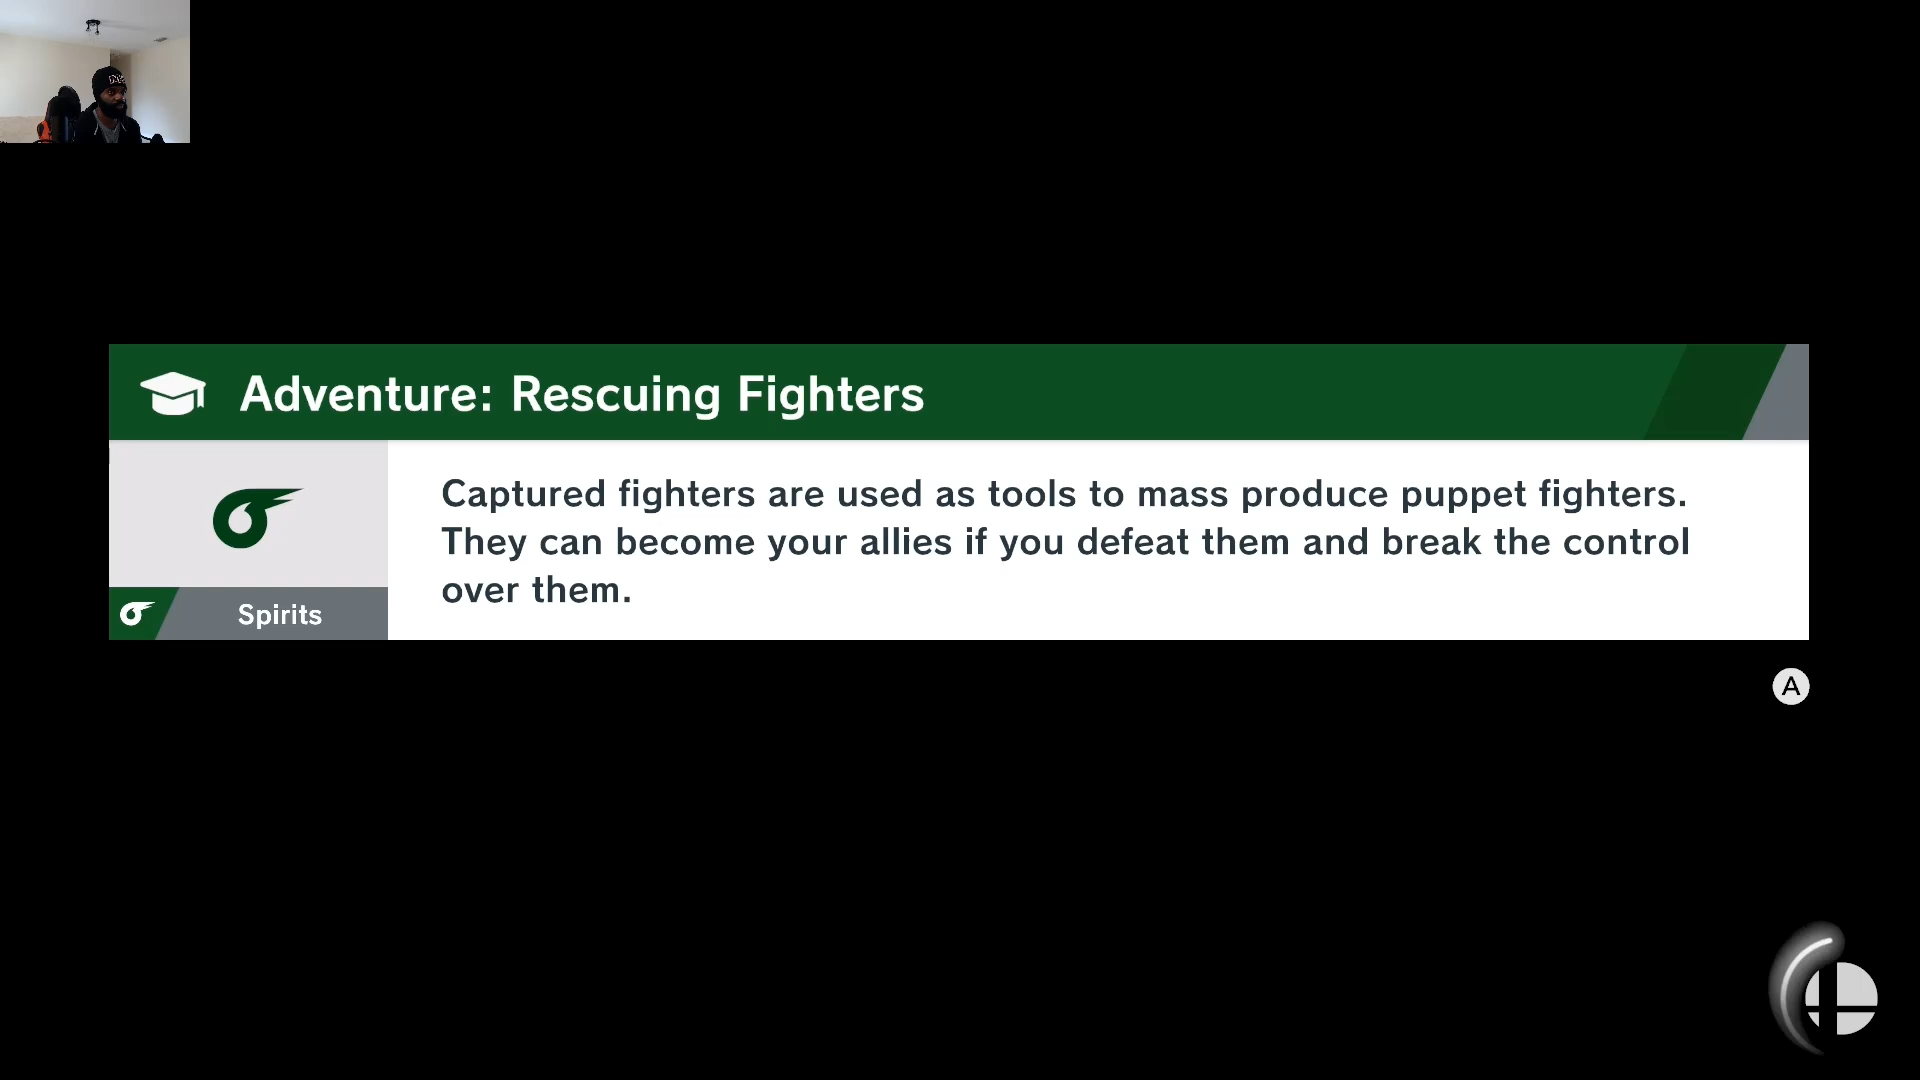 Adventure: Rescuing Fighters
Captured fighters are used as tools to mass produce puppet fighters.
They can become your allies if you defeat them and break the control
over them.
Spirits
A